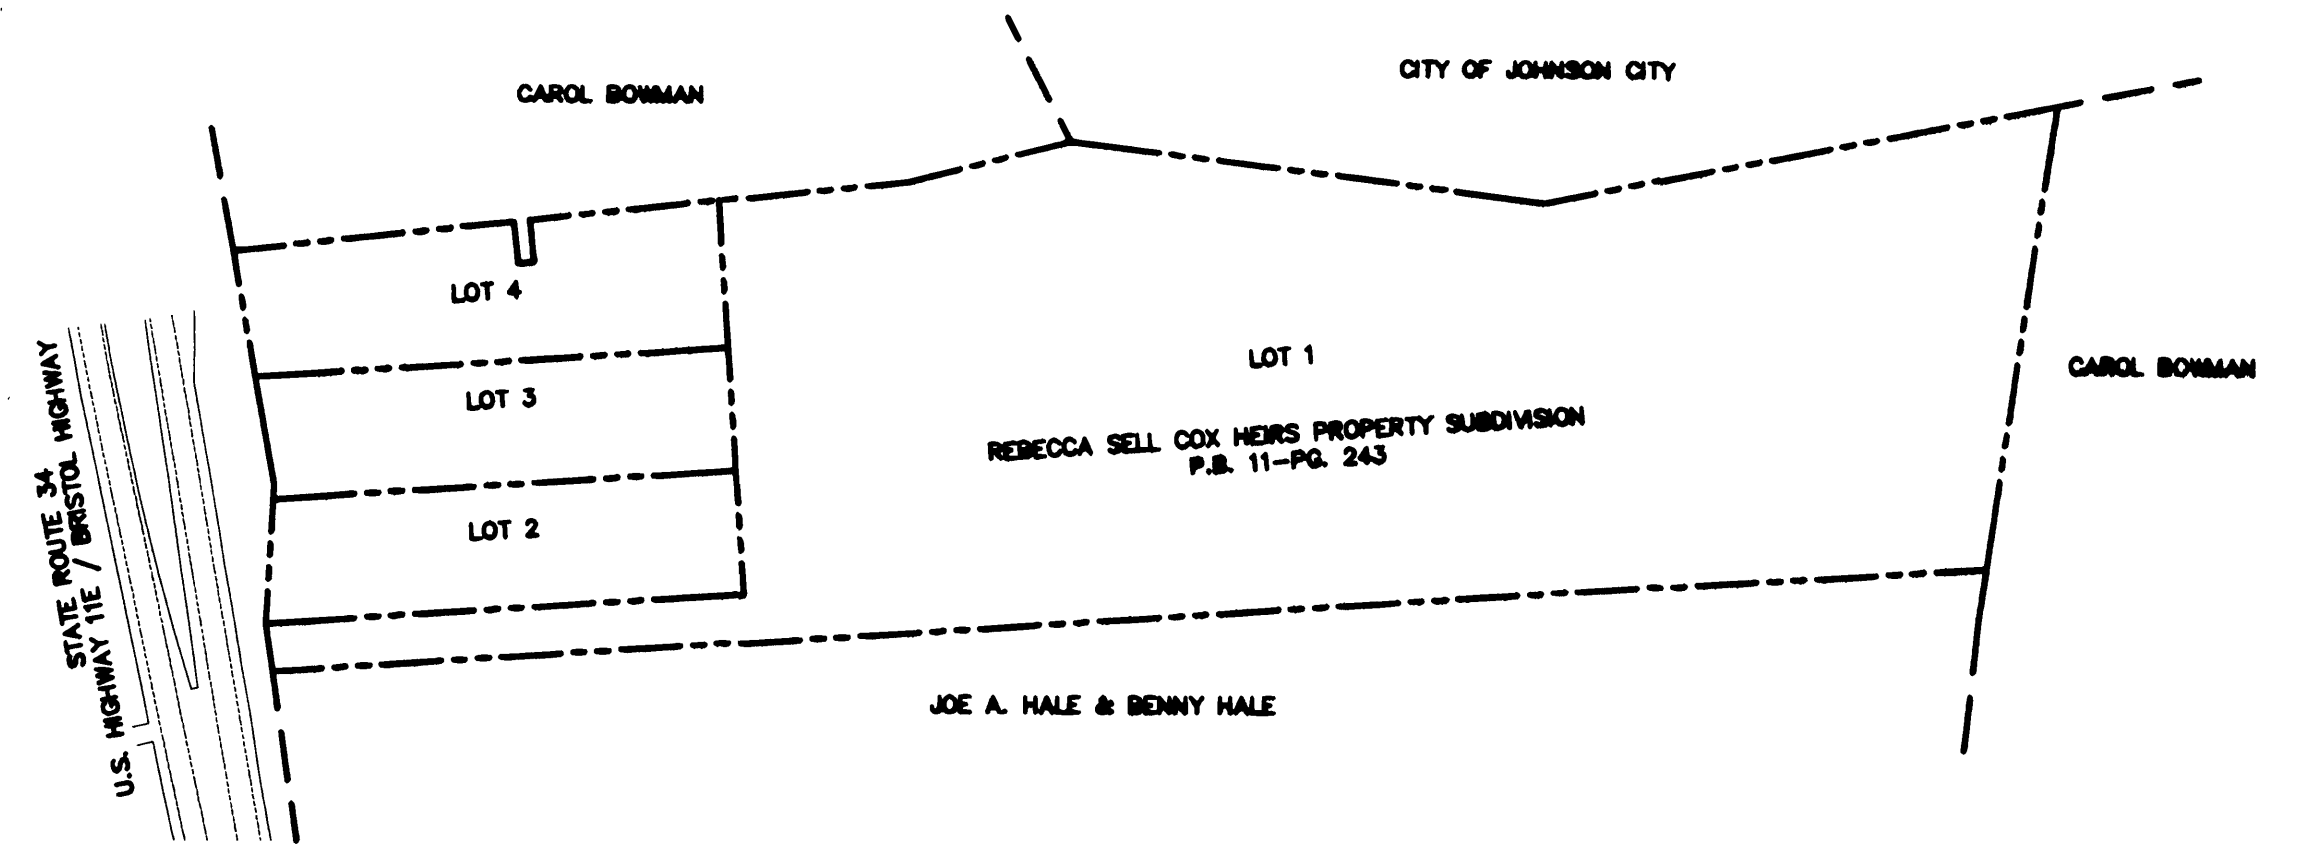 CAROL BOWMAN
CITY OF JOHNSON CITY
LOT 4
LOT 3
LOT 2
LOT 1
REBECCA SELL COX HEIRS PROPERTY SUBDIVISION
P.B. 11-PG. 243
CAROL BOWMAN
STATE ROUTE 34
U.S. HIGHWAY 11E / BRISTOL HIGHWAY
JOE A. HALE & BENNY HALE